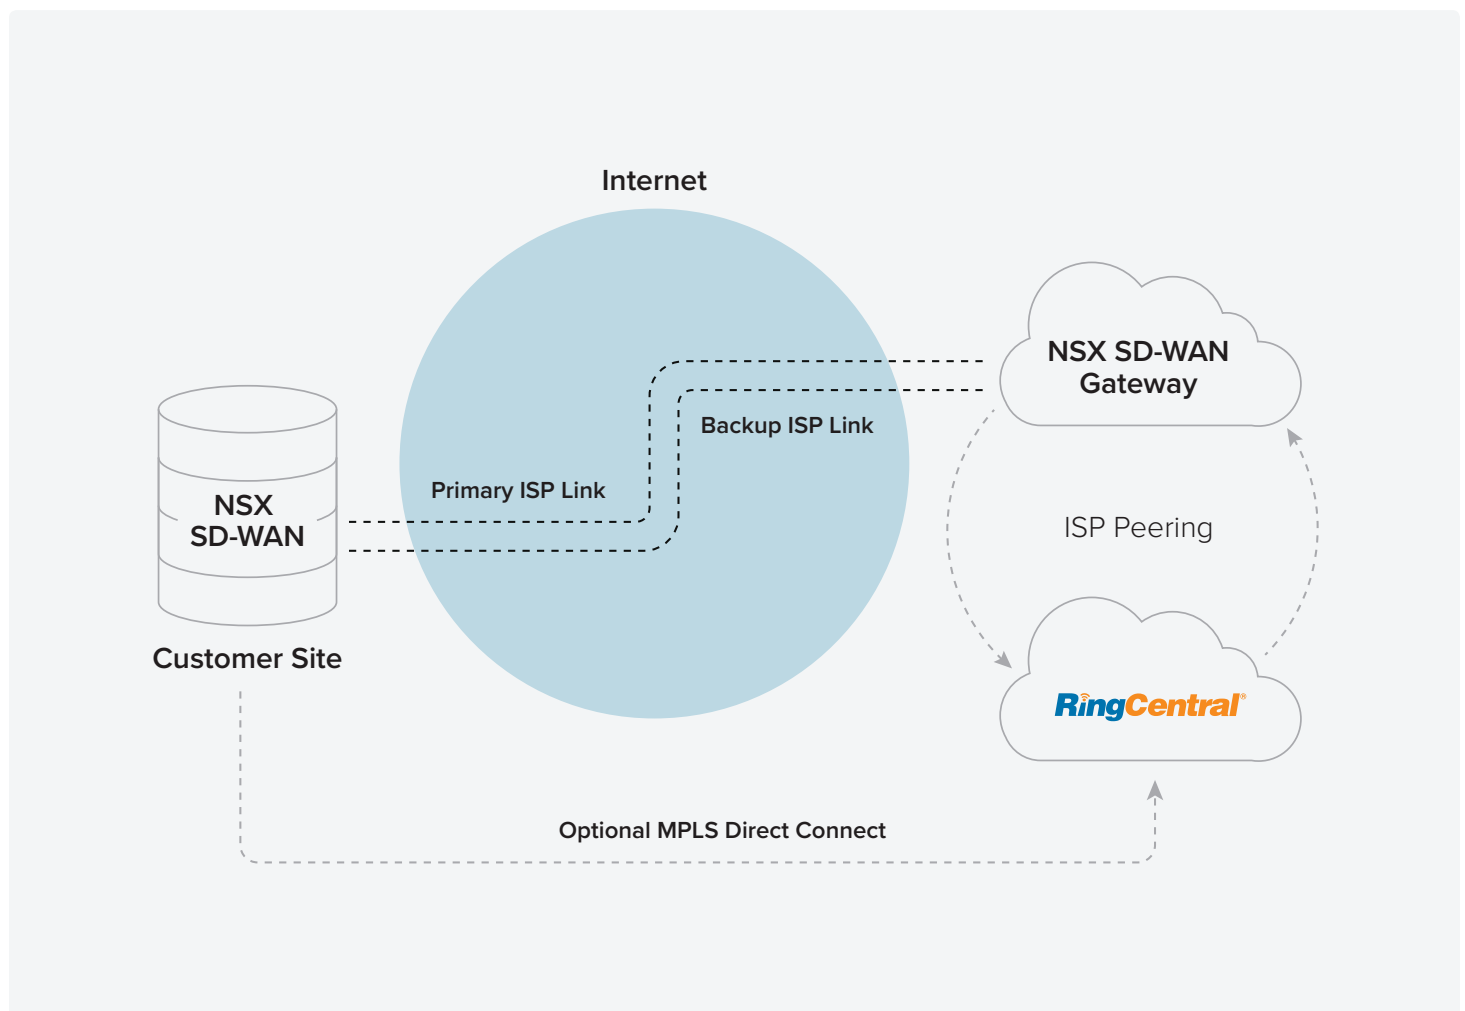 Internet
NSX SD-WAN
Gateway
Backup ISP Link
Primary ISP Link
NSX
SD-WAN
ISP Peering
Customer Site
RingCentral®
Optional MPLS Direct Connect